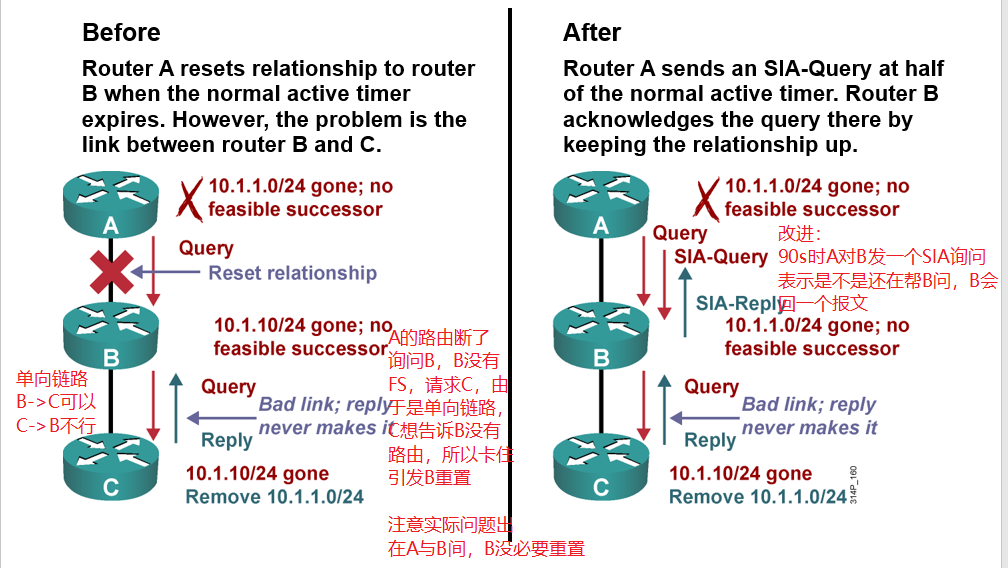 Before
Router A resets relationship to router
B when the normal active timer
expires. However, the problem is the
link between router B and C.
A
10.1.1.0/24 gone; no
feasible successor
Query
Reset relationship
B
10.1.10/24 gone; no
feasible successor
单向链路
B->C可以
C->B不行
A的路由断了
询问B，B没有
FS，请求C，由
于是单向链路，
C想告诉B没有
路由，所以卡住
引发B重置
Query
Reply
Bad link; reply
never makes it
C
10.1.10/24 gone
Remove 10.1.1.0/24
注意实际问题出
在A与B间，B没必要重置
After
Router A sends an SIA-Query at half
of the normal active timer. Router B
acknowledges the query there by
keeping the relationship up.
A
10.1.1.0/24 gone; no
feasible successor
Query
SIA-Query
SIA-Reply
改进：
90s时A对B发一个SIA询问
表示是不是还在帮B问，B会
回一个报文
B
10.1.1.0/24 gone; no
feasible successor
Query
Reply
Bad link; reply
never makes it
C
10.1.10/24 gone
Remove 10.1.1.0/24
314P_160